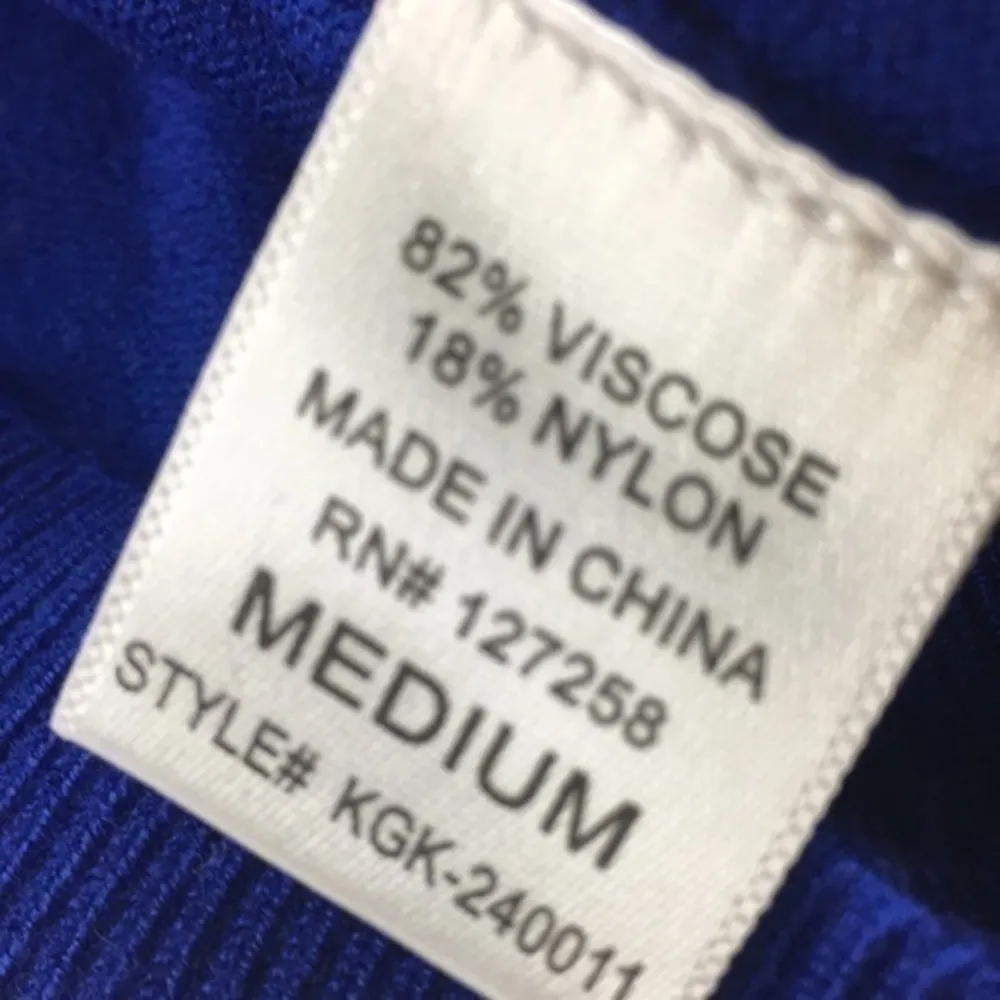 82% VISCOSE
18% NYLON
MADE IN CHINA
RN# 127258
MEDIUM
STYLE# KGK-240011